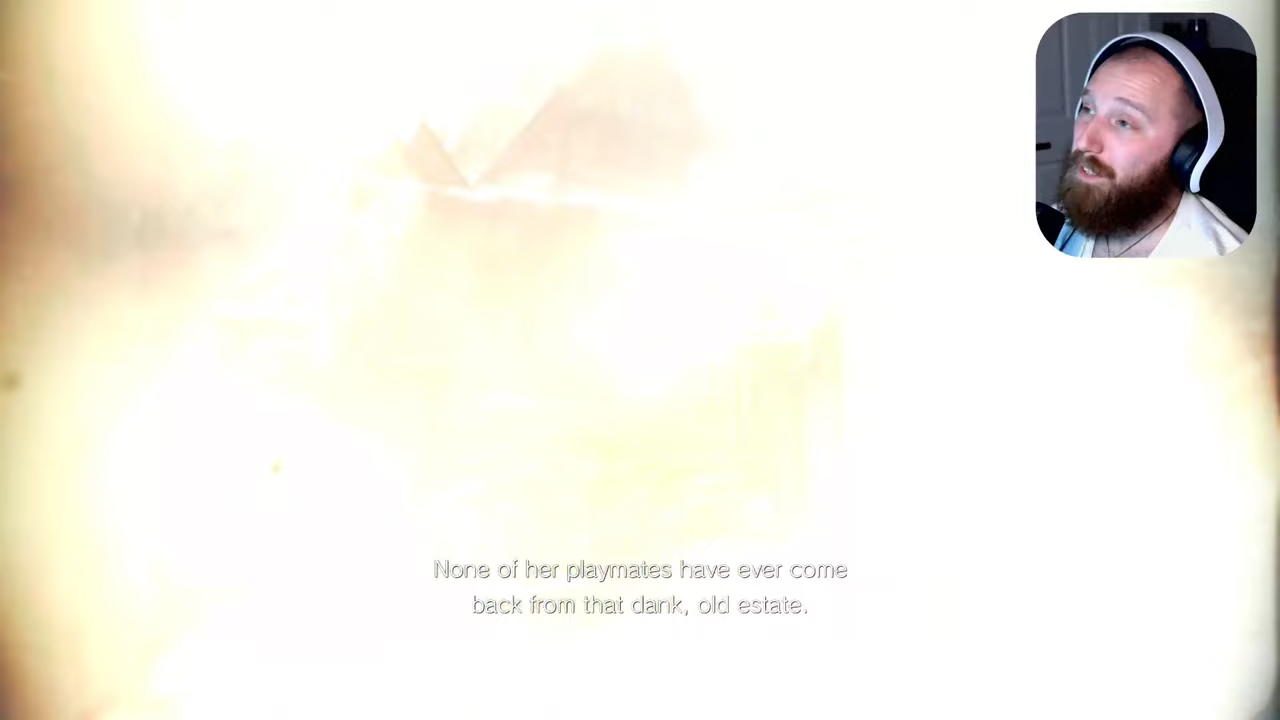 None of her playmates have ever come
back from that dank, old estate.